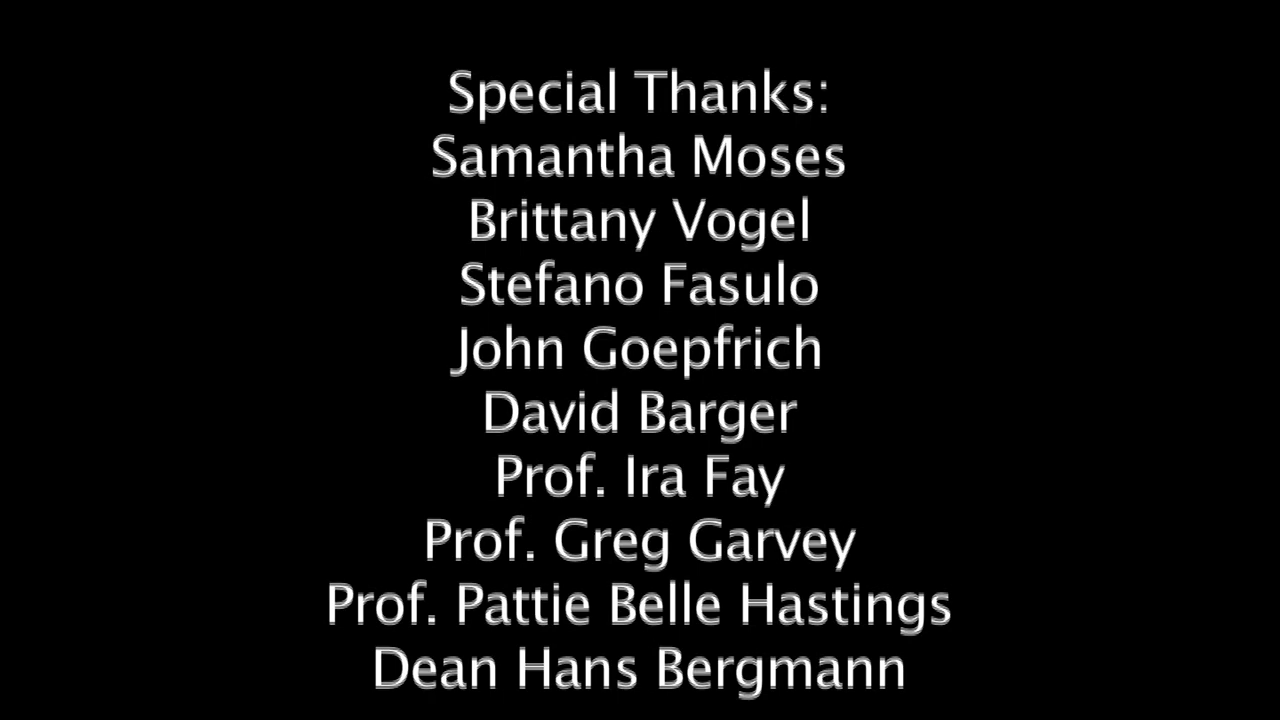 Special Thanks:
Samantha Moses
Brittany Vogel
Stefano Fasulo
John Goepfrich
David Barger
Prof. Ira Fay
Prof. Greg Garvey
Prof. Pattie Belle Hastings
Dean Hans Bergmann